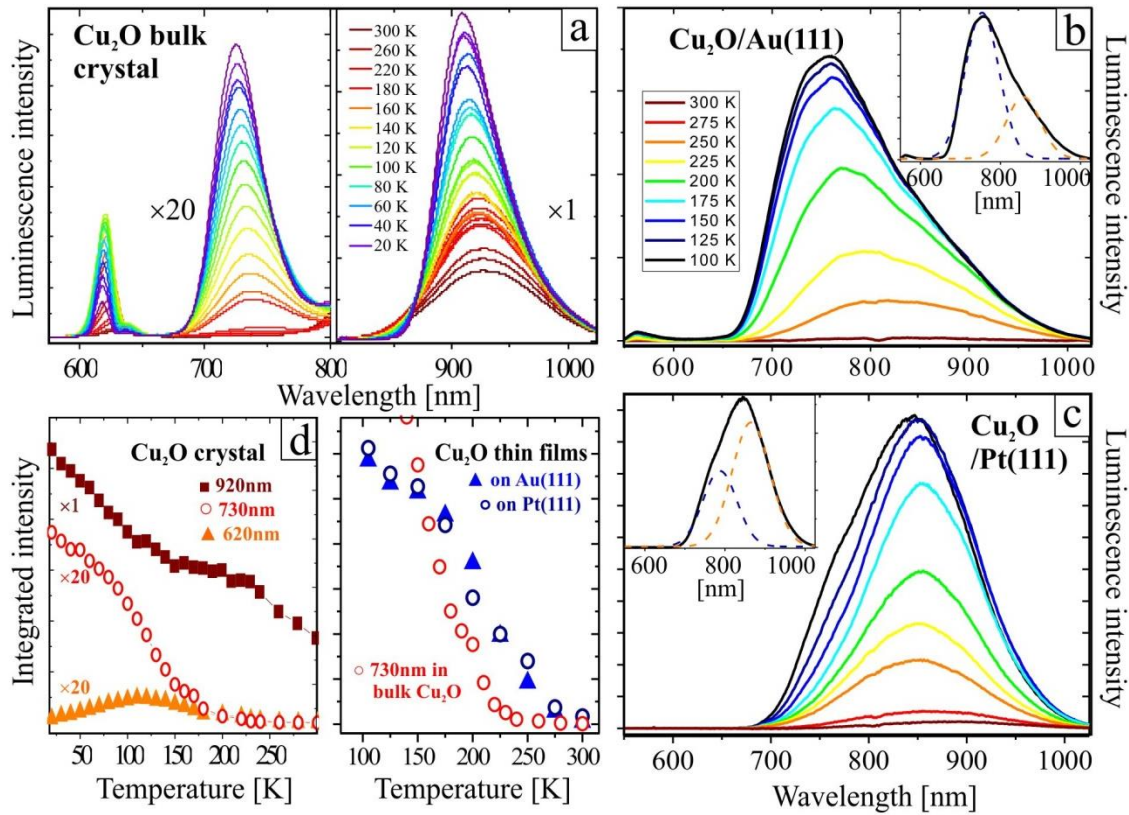 Cu₂O bulk
crystal
a
300 K
260 K
220 K
180 K
160 K
140 K
120 K
100 K
80 K
60 K
40 K
20 K
×20
×1
Luminescence intensity
600
700
800
900
1000
Wavelength [nm]
Cu₂O/Au(111)
b
300 K
275 K
250 K
225 K
200 K
175 K
150 K
125 K
100 K
600
800
1000
[nm]
600
700
800
900
1000
Luminescence intensity
d
Cu₂O crystal
920nm
730nm
620nm
×1
×20
×20
Integrated intensity
50
100
150
200
250
Temperature [K]
Cu₂O thin films
on Au(111)
on Pt(111)
730nm in
bulk Cu₂O
100
150
200
250
300
Temperature [K]
c
Cu₂O
/Pt(111)
600
800
1000
[nm]
600
700
800
900
1000
Wavelength [nm]
Luminescence intensity